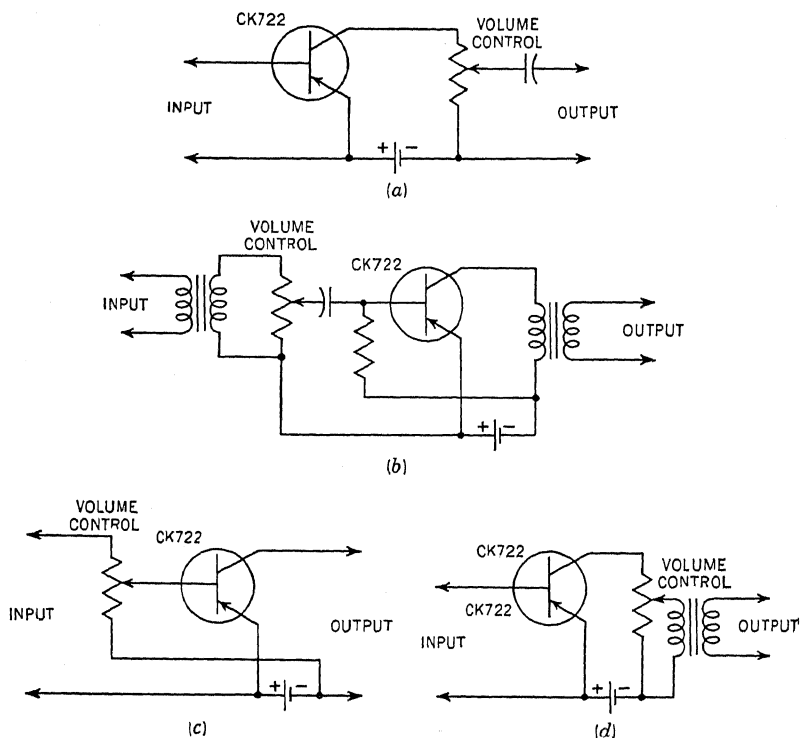 CK722
VOLUME
CONTROL
INPUT
OUTPUT
+ −
(a)
VOLUME
CONTROL
CK722
INPUT
OUTPUT
+ −
(b)
VOLUME
CONTROL
CK722
INPUT
OUTPUT
+ −
(c)
CK722
VOLUME
CONTROL
CK722
INPUT
OUTPUT
+ −
(d)